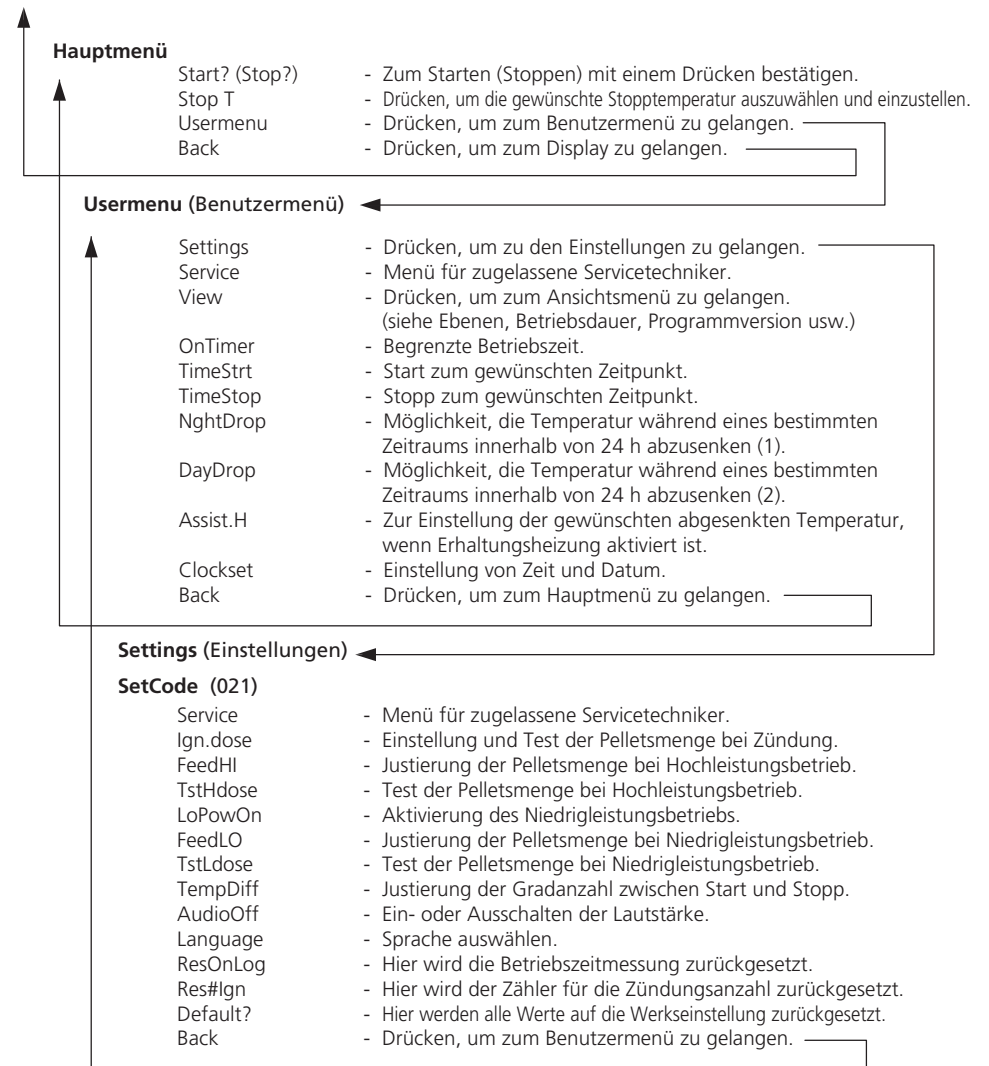 Hauptmenü
Start? (Stop?) - Zum Starten (Stoppen) mit einem Drücken bestätigen.
Stop T - Drücken, um die gewünschte Stopptemperatur auszuwählen und einzustellen.
Usermenu - Drücken, um zum Benutzermenü zu gelangen.
Back - Drücken, um zum Display zu gelangen.
Usermenu (Benutzermenü)
Settings - Drücken, um zu den Einstellungen zu gelangen.
Service - Menü für zugelassene Servicetechniker.
View - Drücken, um zum Ansichtsmenü zu gelangen.
(siehe Ebenen, Betriebsdauer, Programmversion usw.)
OnTimer - Begrenzte Betriebszeit.
TimeStrt - Start zum gewünschten Zeitpunkt.
TimeStop - Stopp zum gewünschten Zeitpunkt.
NghtDrop - Möglichkeit, die Temperatur während eines bestimmten
Zeitraums innerhalb von 24 h abzusenken (1).
DayDrop - Möglichkeit, die Temperatur während eines bestimmten
Zeitraums innerhalb von 24 h abzusenken (2).
Assist.H - Zur Einstellung der gewünschten abgesenkten Temperatur,
wenn Erhaltungsheizung aktiviert ist.
Clockset - Einstellung von Zeit und Datum.
Back - Drücken, um zum Hauptmenü zu gelangen.
Settings (Einstellungen)
SetCode (021)
Service - Menü für zugelassene Servicetechniker.
Ign.dose - Einstellung und Test der Pelletsmenge bei Zündung.
FeedHI - Justierung der Pelletsmenge bei Hochleistungsbetrieb.
TstHdose - Test der Pelletsmenge bei Hochleistungsbetrieb.
LoPowOn - Aktivierung des Niedrigleistungsbetriebs.
FeedLO - Justierung der Pelletsmenge bei Niedrigleistungsbetrieb.
TstLdose - Test der Pelletsmenge bei Niedrigleistungsbetrieb.
TempDiff - Justierung der Gradanzahl zwischen Start und Stopp.
AudioOff - Ein- oder Ausschalten der Lautstärke.
Language - Sprache auswählen.
ResOnLog - Hier wird die Betriebszeitmessung zurückgesetzt.
Res#Ign - Hier wird der Zähler für die Zündungsanzahl zurückgesetzt.
Default? - Hier werden alle Werte auf die Werkseinstellung zurückgesetzt.
Back - Drücken, um zum Benutzermenü zu gelangen.